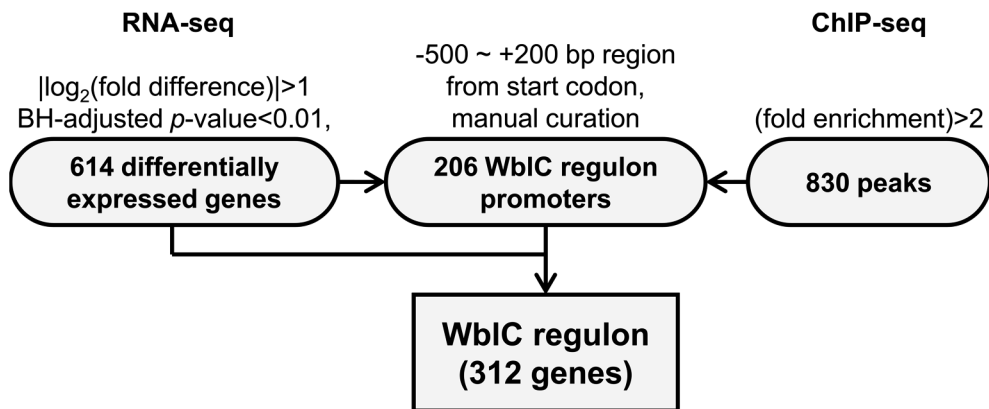 RNA-seq
|log₂(fold difference)|>1
BH-adjusted p-value<0.01,
614 differentially
expressed genes
-500 ~ +200 bp region
from start codon,
manual curation
206 WblC regulon
promoters
ChIP-seq
(fold enrichment)>2
830 peaks
WblC regulon
(312 genes)